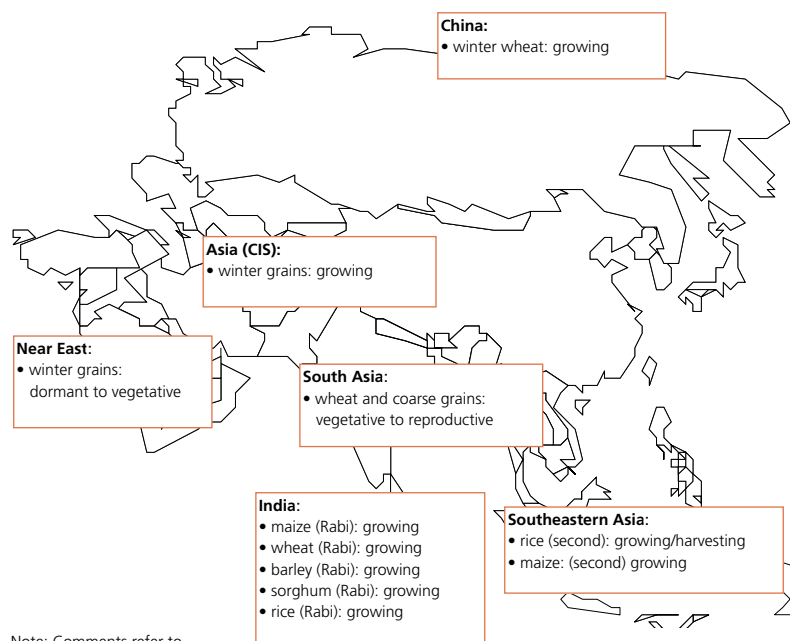 China:
• winter wheat: growing
Asia (CIS):
• winter grains: growing
Near East:
• winter grains:
dormant to vegetative
South Asia:
• wheat and coarse grains:
vegetative to reproductive
India:
• maize (Rabi): growing
• wheat (Rabi): growing
• barley (Rabi): growing
• sorghum (Rabi): growing
• rice (Rabi): growing
Southeastern Asia:
• rice (second): growing/harvesting
• maize: (second) growing
Note: Comments refer to